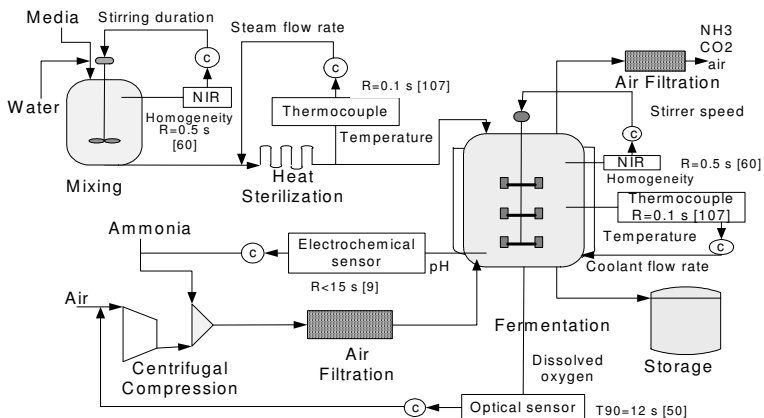 Media
Stirring duration
Steam flow rate
NH3
CO2
air
c
c
R=0.1 s [107]
Air Filtration
Water
NIR
Homogeneity
R=0.5 s
[60]
Thermocouple
Temperature
Stirrer speed
c
Mixing
Heat
Sterilization
NIR
R=0.5 s [60]
Homogeneity
Thermocouple
R=0.1 s [107]
Ammonia
Temperature
c
c
Electrochemical
sensor
pH
Coolant flow rate
R<15 s [9]
Air
Fermentation
Centrifugal
Compression
Air
Filtration
Storage
Dissolved
oxygen
c
Optical sensor
T90=12 s [50]